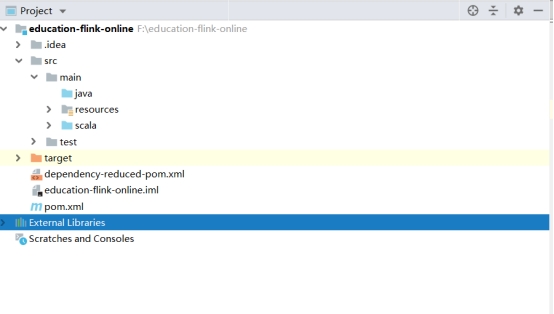 Project
education-flink-online F:\education-flink-online
.idea
src
main
java
resources
scala
test
target
dependency-reduced-pom.xml
education-flink-online.iml
m pom.xml
External Libraries
Scratches and Consoles